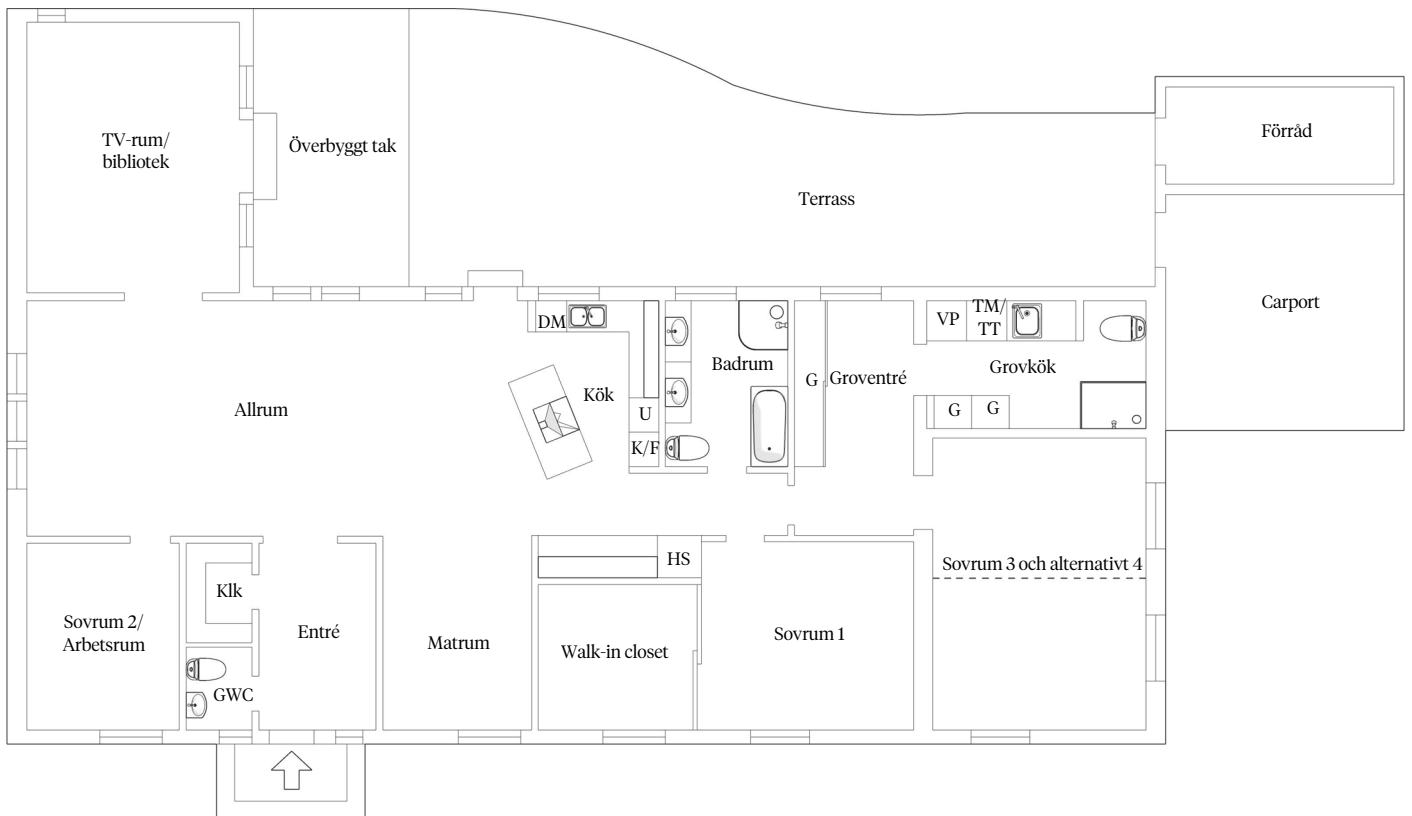 TV-rum/
bibliotek
Överbyggt tak
Terrass
Förråd
Carport
DM
Kök
U
K/F
Badrum
G
Groventré
VP
TM/
TT
Grovkök
G
G
Allrum
Sovrum 2/
Arbetsrum
Klk
GWC
Entré
Matrum
HS
Walk-in closet
Sovrum 1
Sovrum 3 och alternativt 4